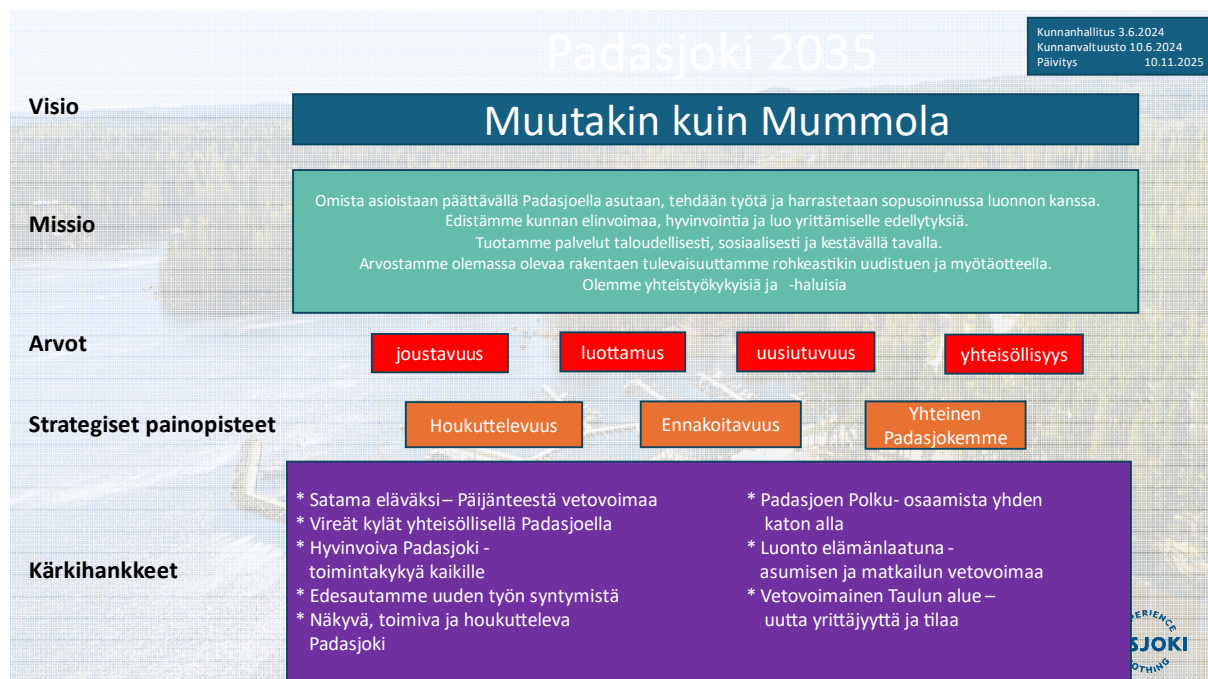 Padasjoki 2035
Kunnanhallitus 3.6.2024
Kunnanvaltuusto 10.6.2024
Päivitys 10.11.2025
Visio
Muutakin kuin Mummola
Missio
Omista asioistaan päättävällä Padasjoella asutaan, tehdään työtä ja harrastetaan sopusoinnussa luonnon kanssa.
Edistämme kunnan elinvoimaa, hyvinvointia ja luo yrittämiselle edellytyksiä.
Tuotamme palvelut taloudellisesti, sosiaalisesti ja kestävällä tavalla.
Arvostamme olemassa olevaa rakentaen tulevaisuuttamme rohkeastikin uudistuen ja myötäotteella.
Olemme yhteistyökykyisiä ja -haluisia
Arvot
joustavuus
luottamus
uusiutuvuus
yhteisöllisyys
Strategiset painopisteet
Houkuttelevuus
Ennakoitavuus
Yhteinen
Padasjokemme
Kärkihankkeet
* Satama eläväksi – Päijänteestä vetovoimaa
* Vireät kylät yhteisöllisellä Padasjoella
* Hyvinvoiva Padasjoki -
toimintakykyä kaikille
* Edesautamme uuden työn syntymistä
* Näkyvä, toimiva ja houkutteleva
Padasjoki
* Padasjoen Polku- osaamista yhden
katon alla
* Luonto elämänlaatuna -
asumisen ja matkailun vetovoimaa
* Vetovoimainen Taulun alue –
uutta yrittäjyyttä ja tilaa
PERIENCE
SJOKI
OTHING